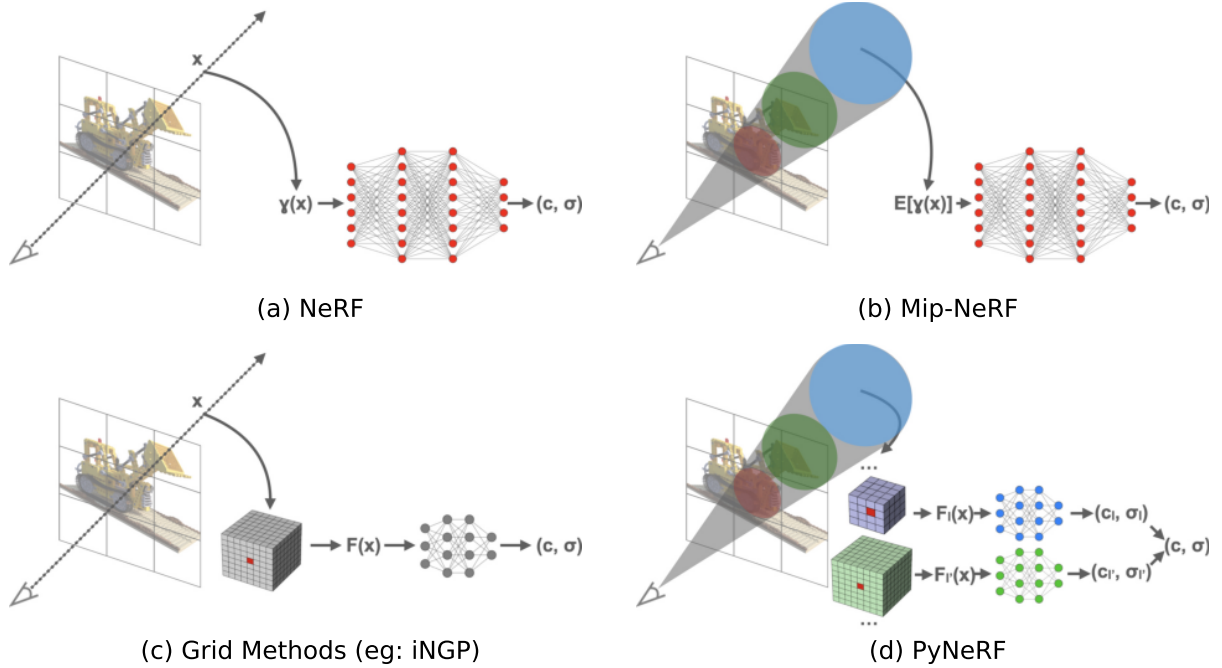 x
γ(x)
(c, σ)
(a) NeRF
E[γ(x)]
(c, σ)
(b) Mip-NeRF
x
F(x)
(c, σ)
(c) Grid Methods (eg: iNGP)
...
Fₗ(x)
(cₗ, σₗ)
(c, σ)
Fₗ'(x)
(cₗ', σₗ')
...
(d) PyNeRF